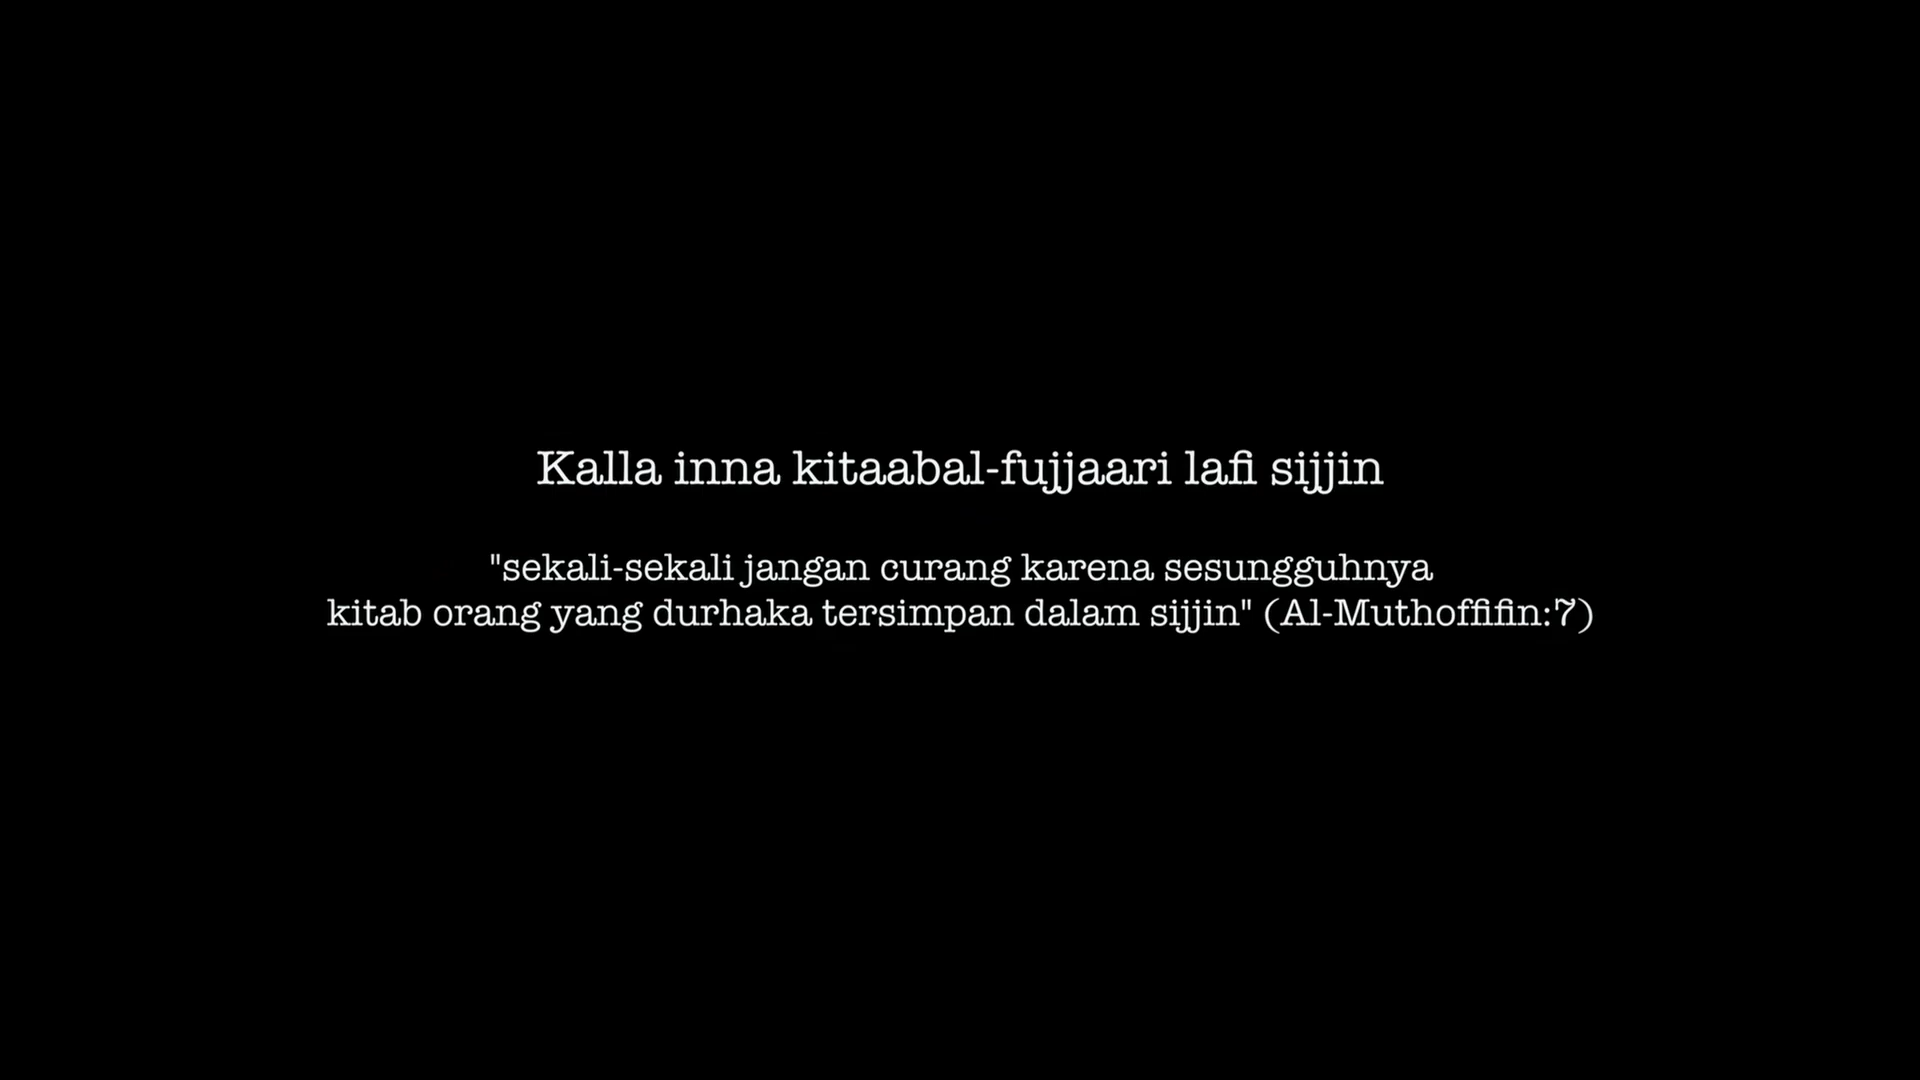 Kalla inna kitaabal-fujjaari lafi sijjin
"sekali-sekali jangan curang karena sesungguhnya
kitab orang yang durhaka tersimpan dalam sijjin" (Al-Muthoffifin:7)